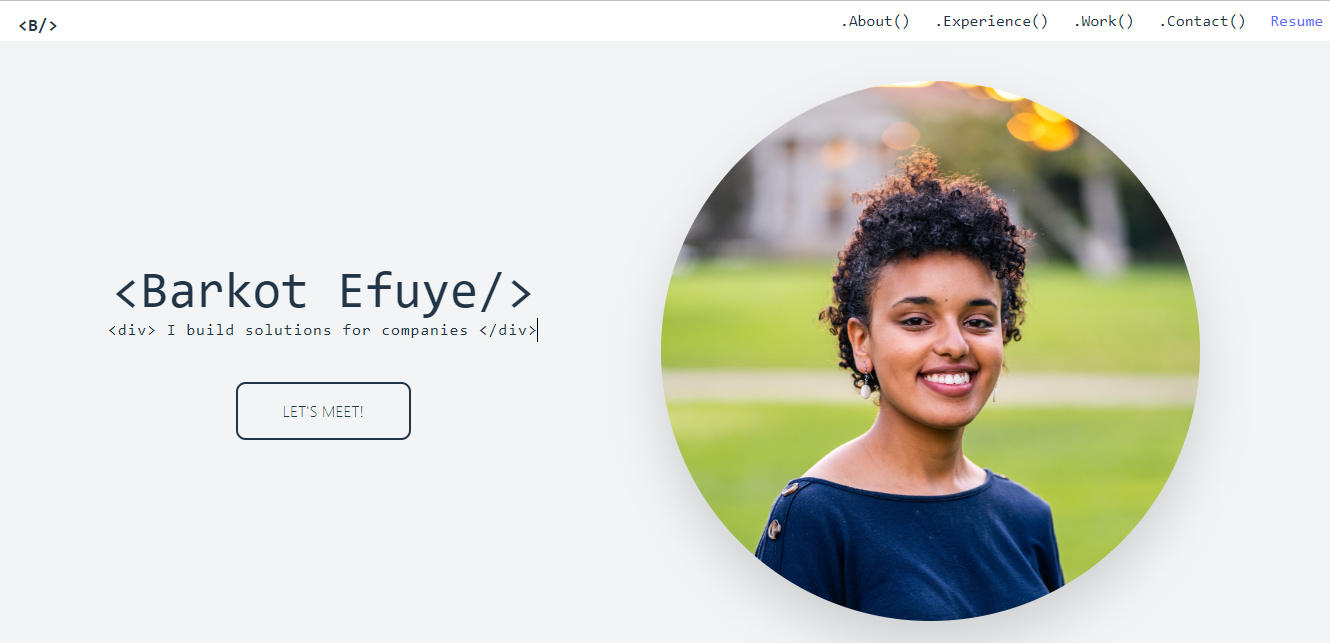 <B/>
.About() .Experience() .Work() .Contact() Resume
<Barkot Efuye/>
<div> I build solutions for companies </div>
LET'S MEET!